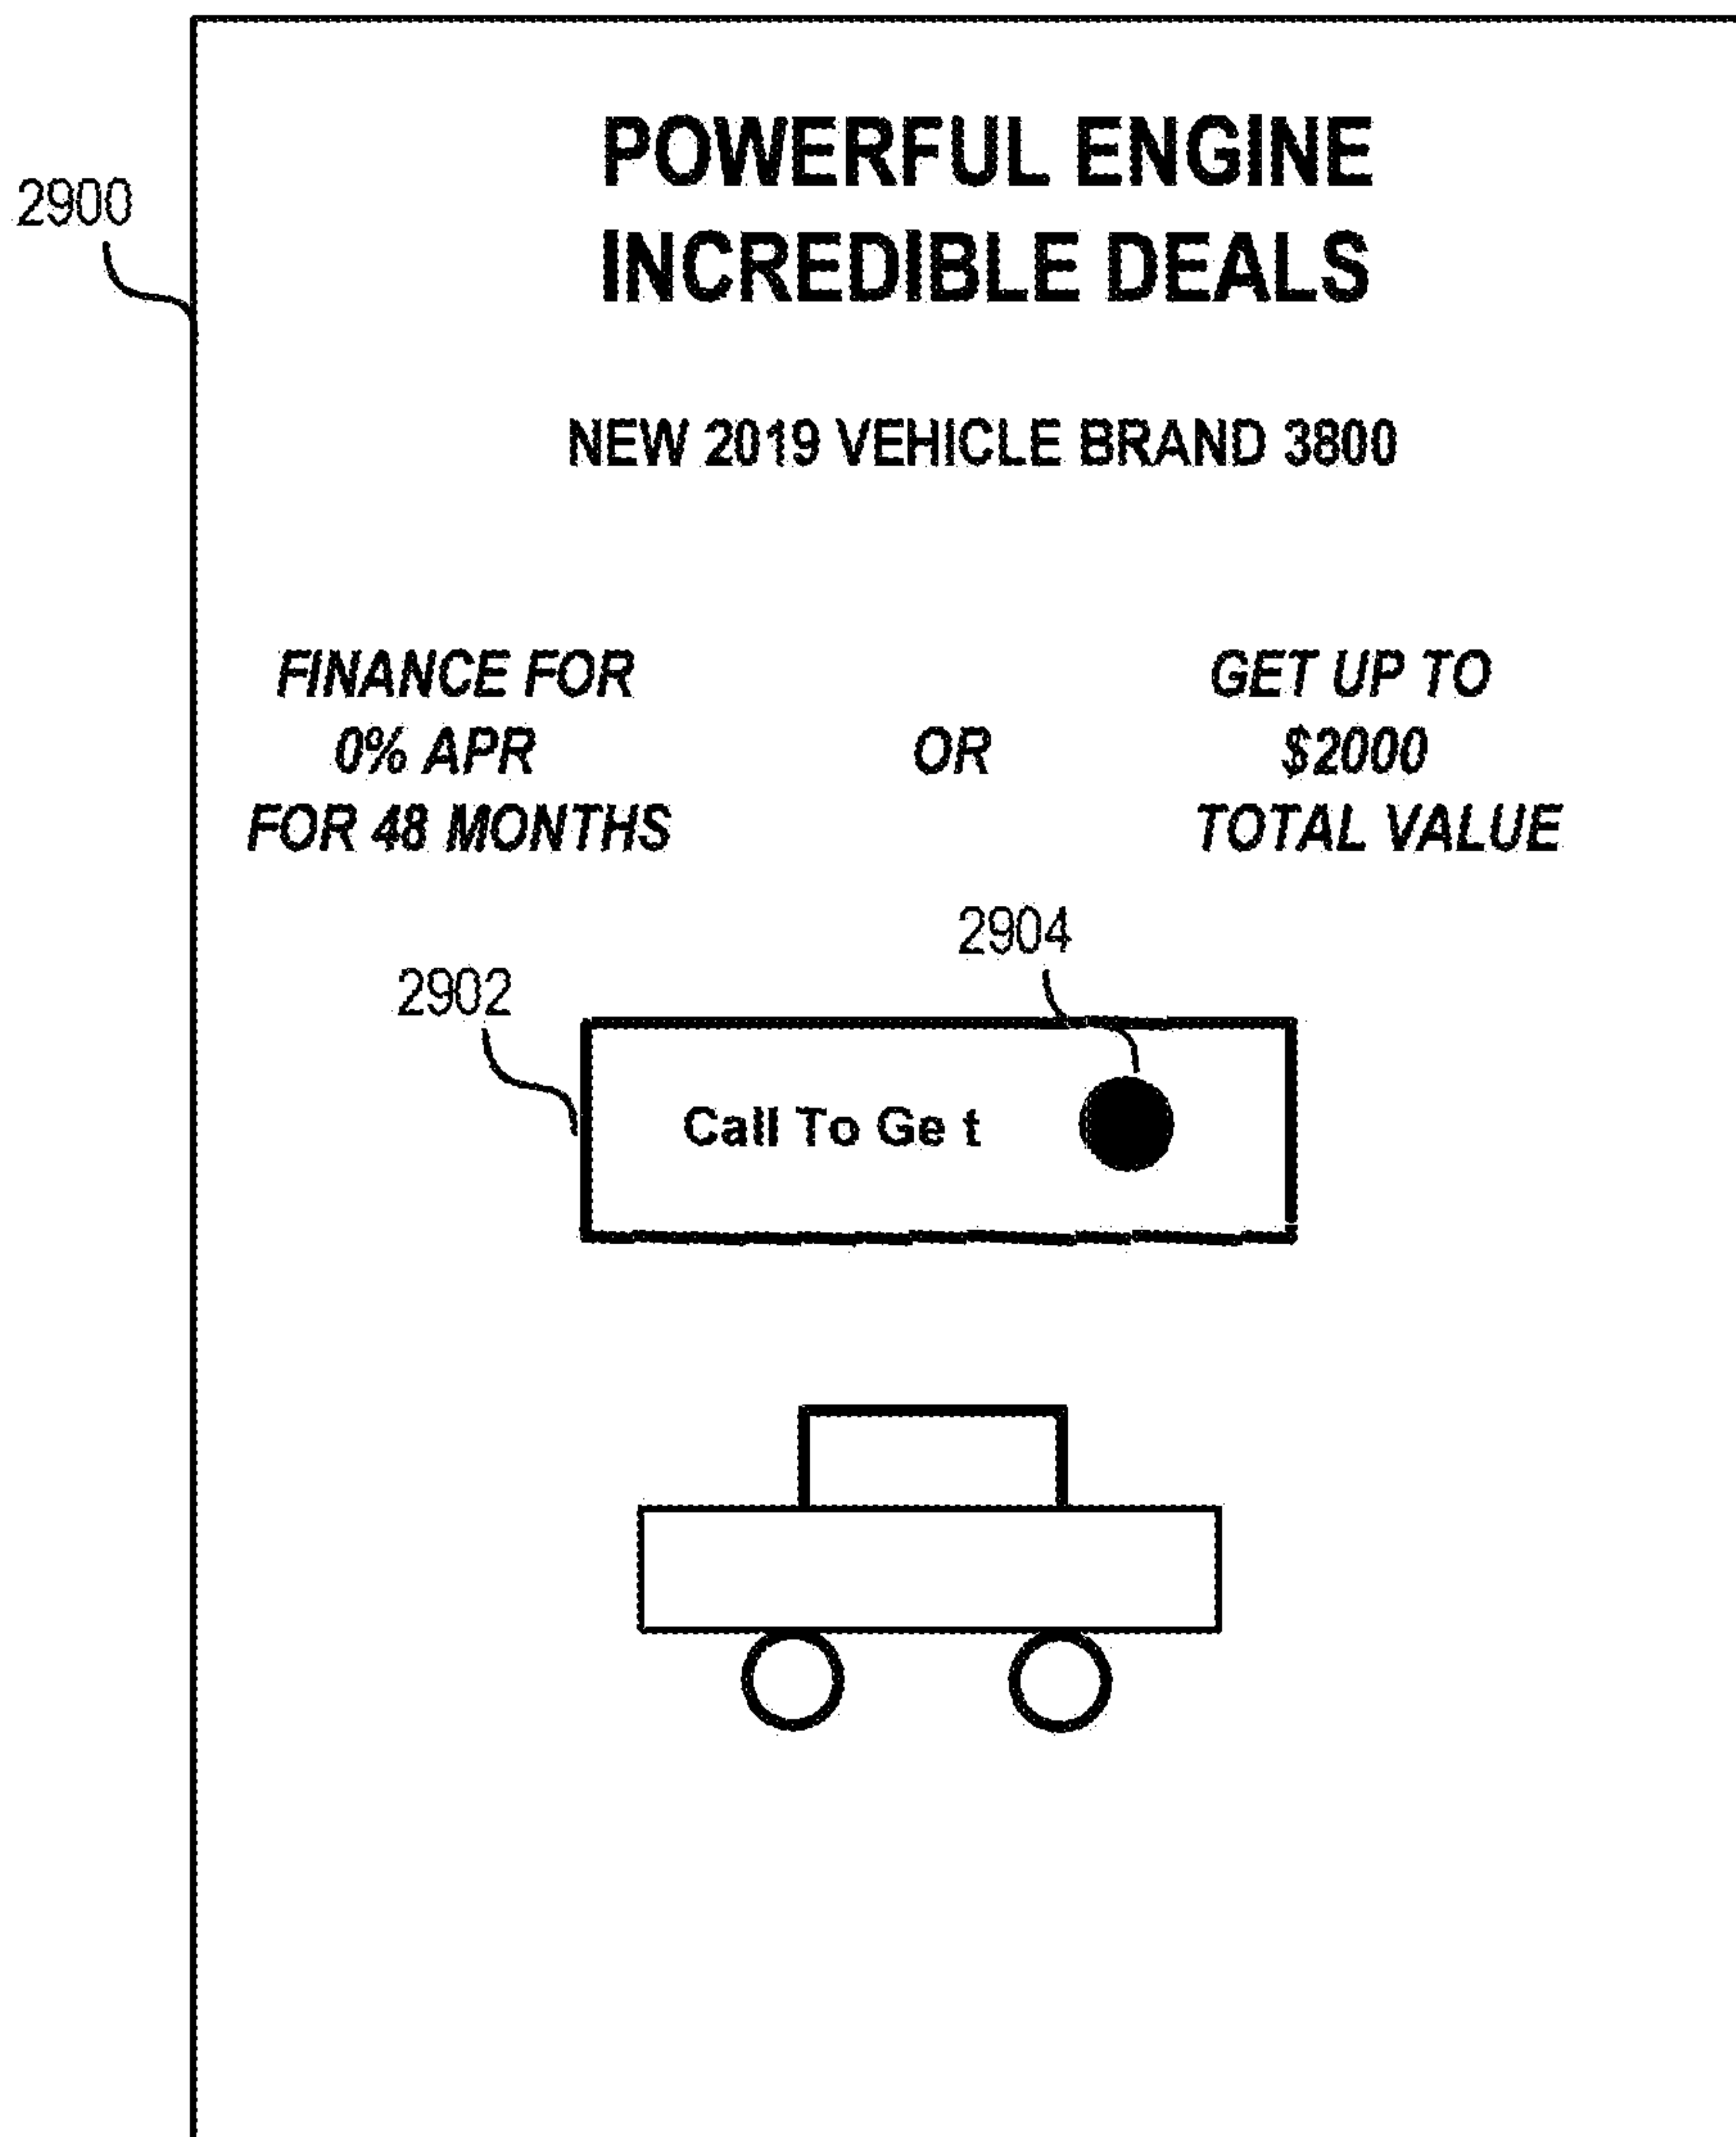 POWERFUL ENGINE
INCREDIBLE DEALS
2900
NEW 2019 VEHICLE BRAND 3800
FINANCE FOR
0% APR
FOR 48 MONTHS
OR
GET UP TO
$2000
TOTAL VALUE
2904
2902
Call To Ge t